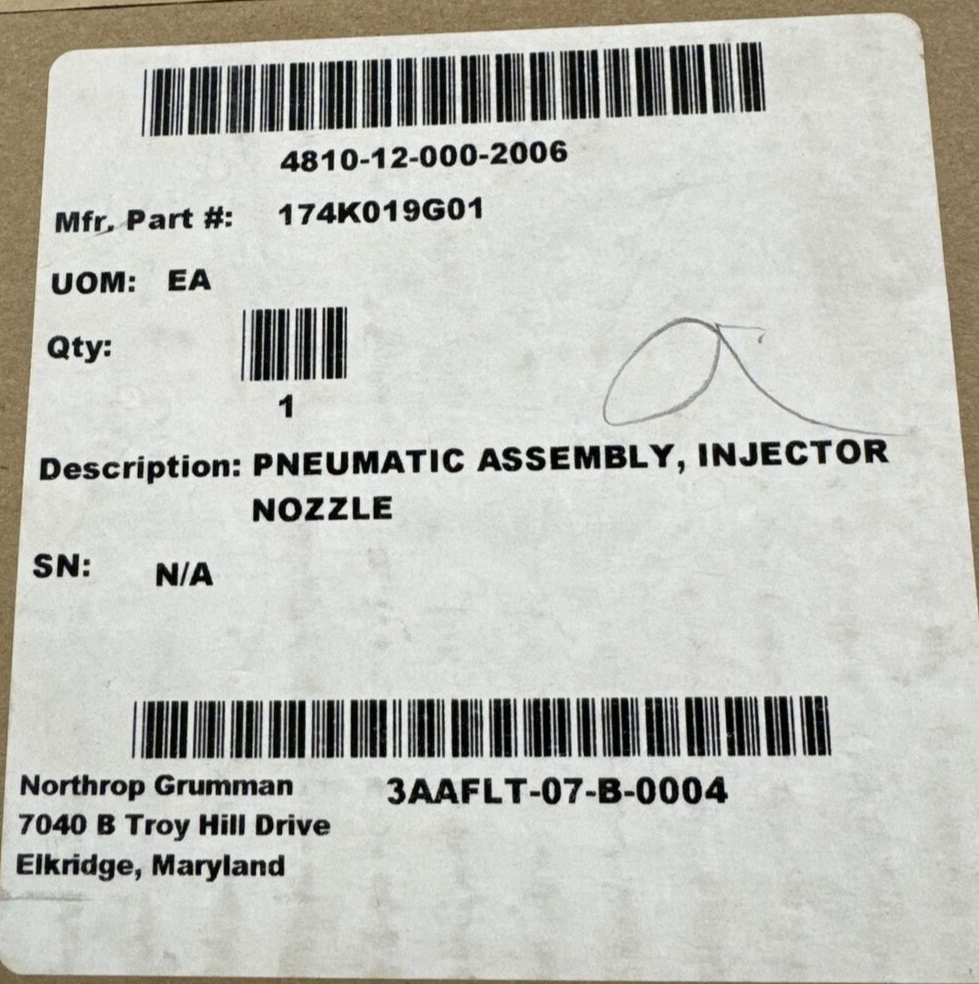 4810-12-000-2006
Mfr. Part #: 174K019G01
UOM: EA
Qty:
1
Description: PNEUMATIC ASSEMBLY, INJECTOR
NOZZLE
SN: N/A
Northrop Grumman 3AAFLT-07-B-0004
7040 B Troy Hill Drive
Elkridge, Maryland